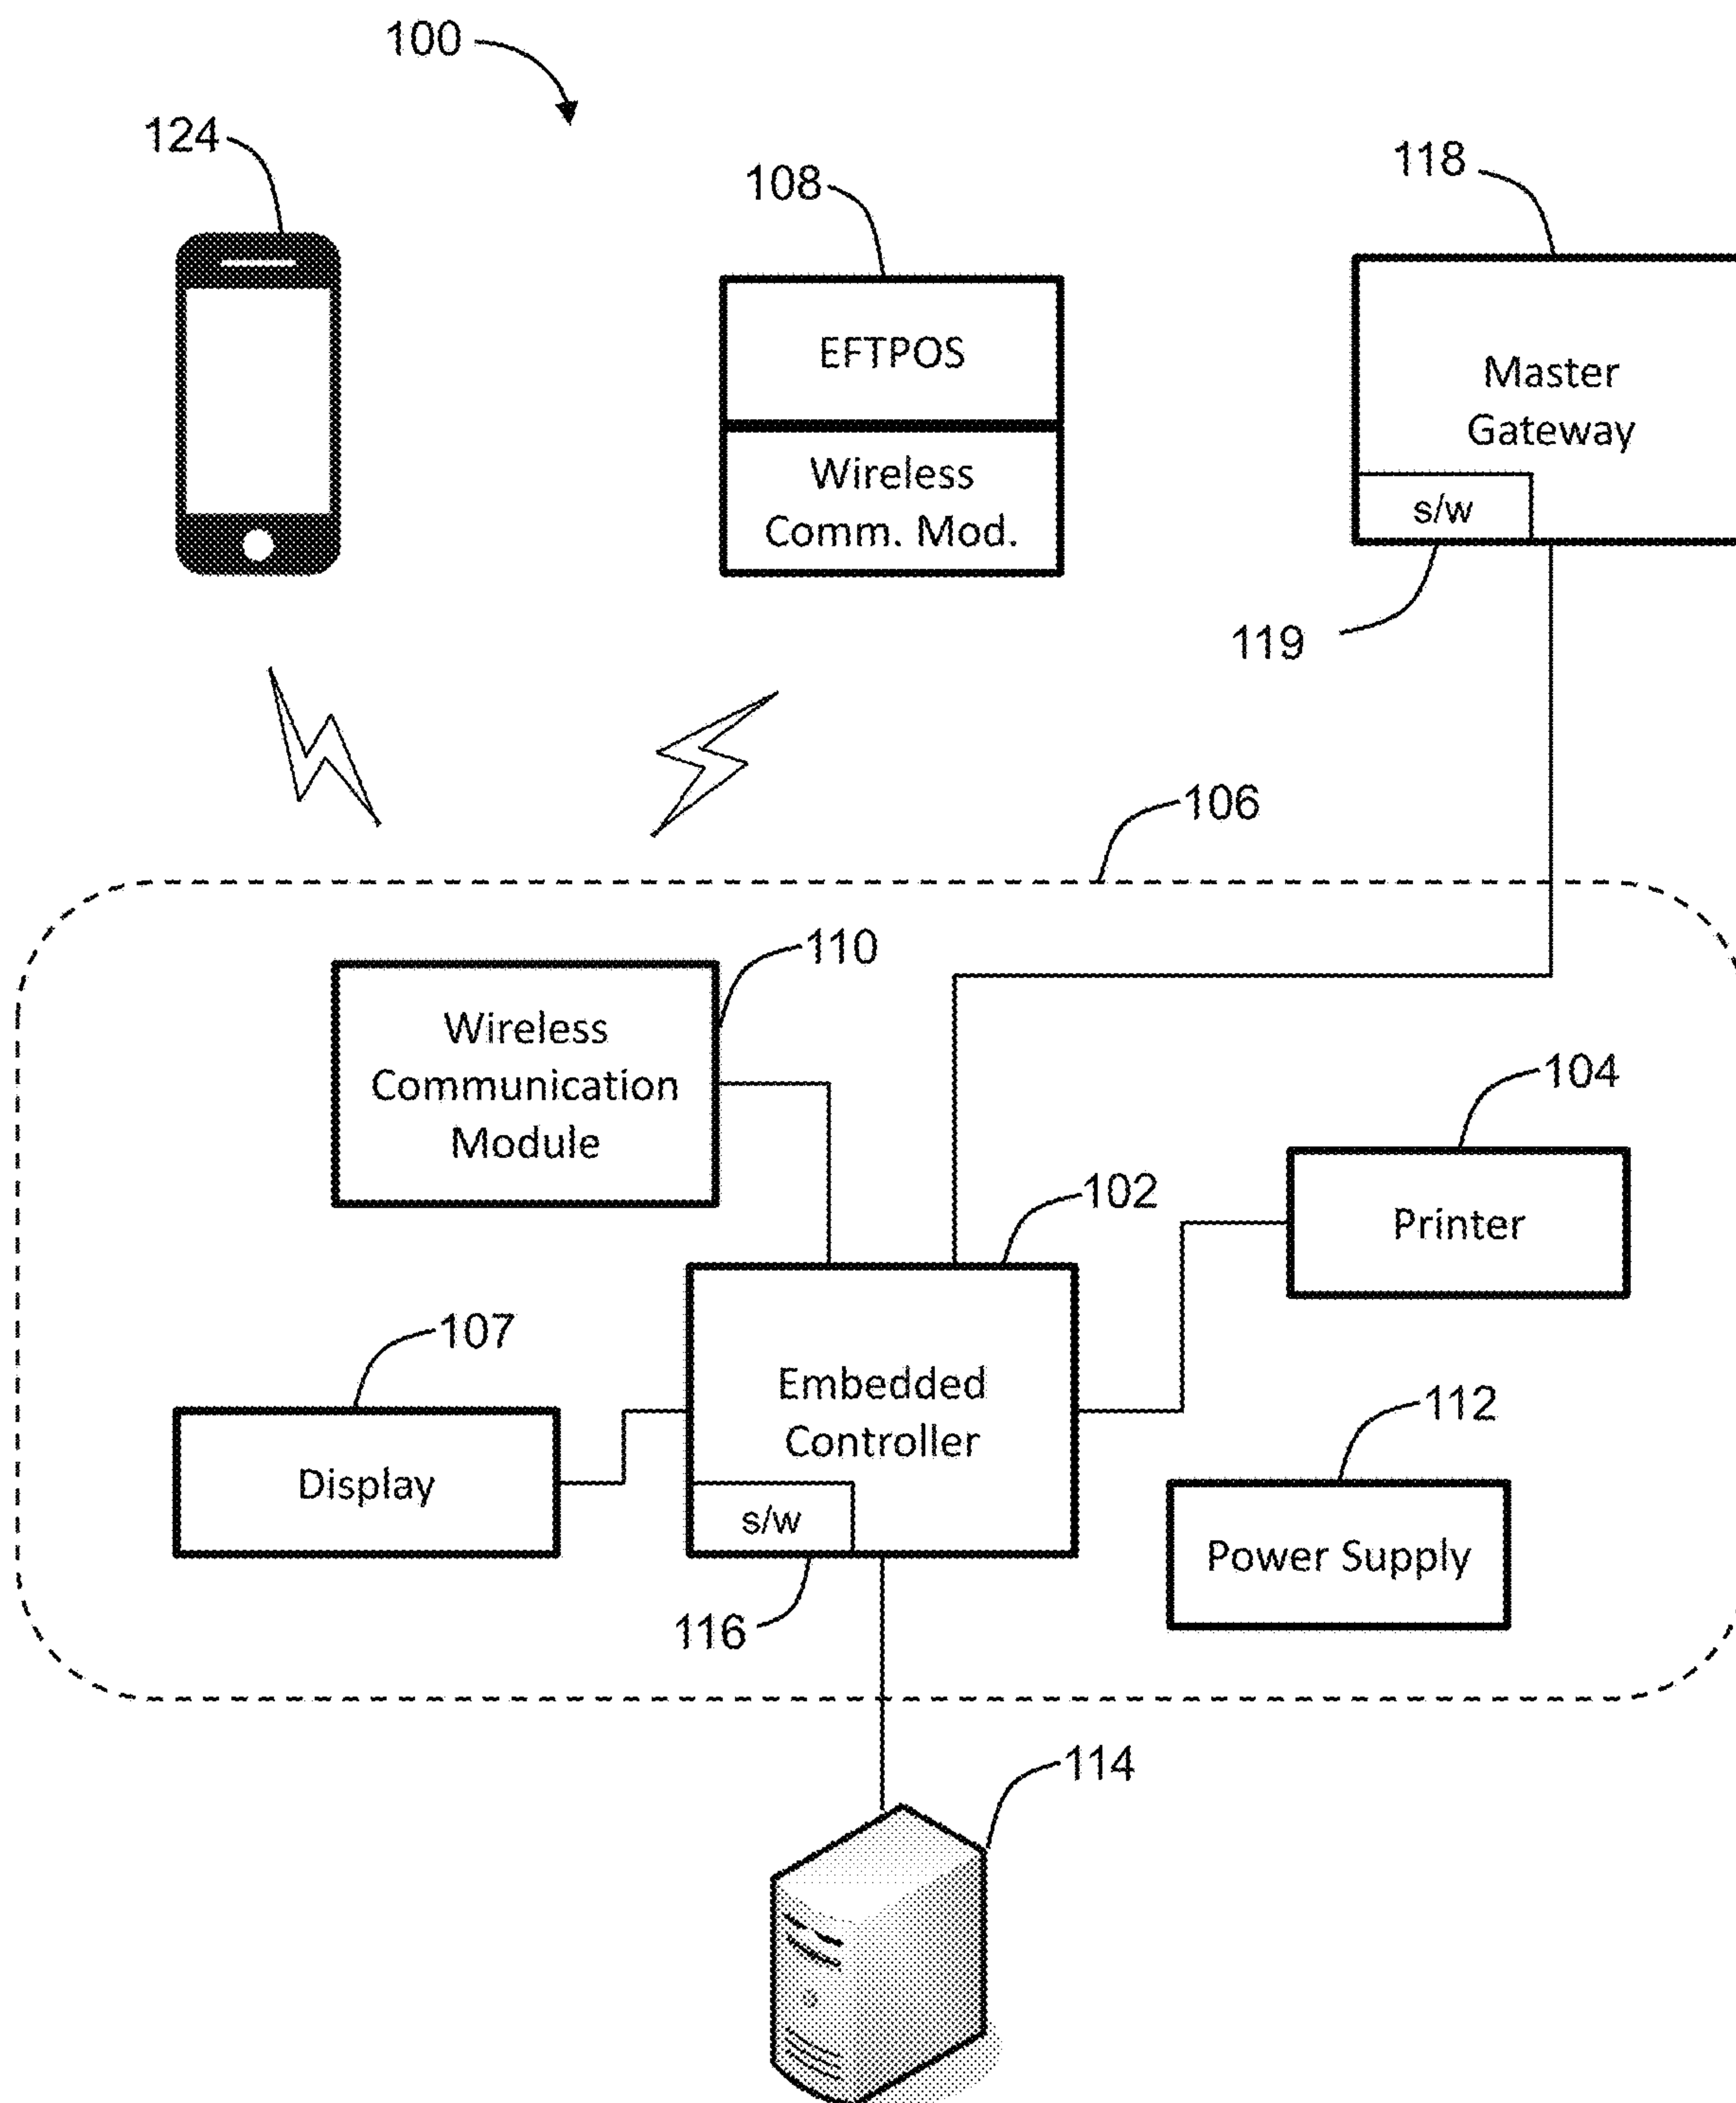 100
124
108
118
EFTPOS
Wireless
Comm. Mod.
Master
Gateway
s/w
119
106
110
Wireless
Communication
Module
104
Printer
102
107
Display
Embedded
Controller
s/w
116
112
Power Supply
114